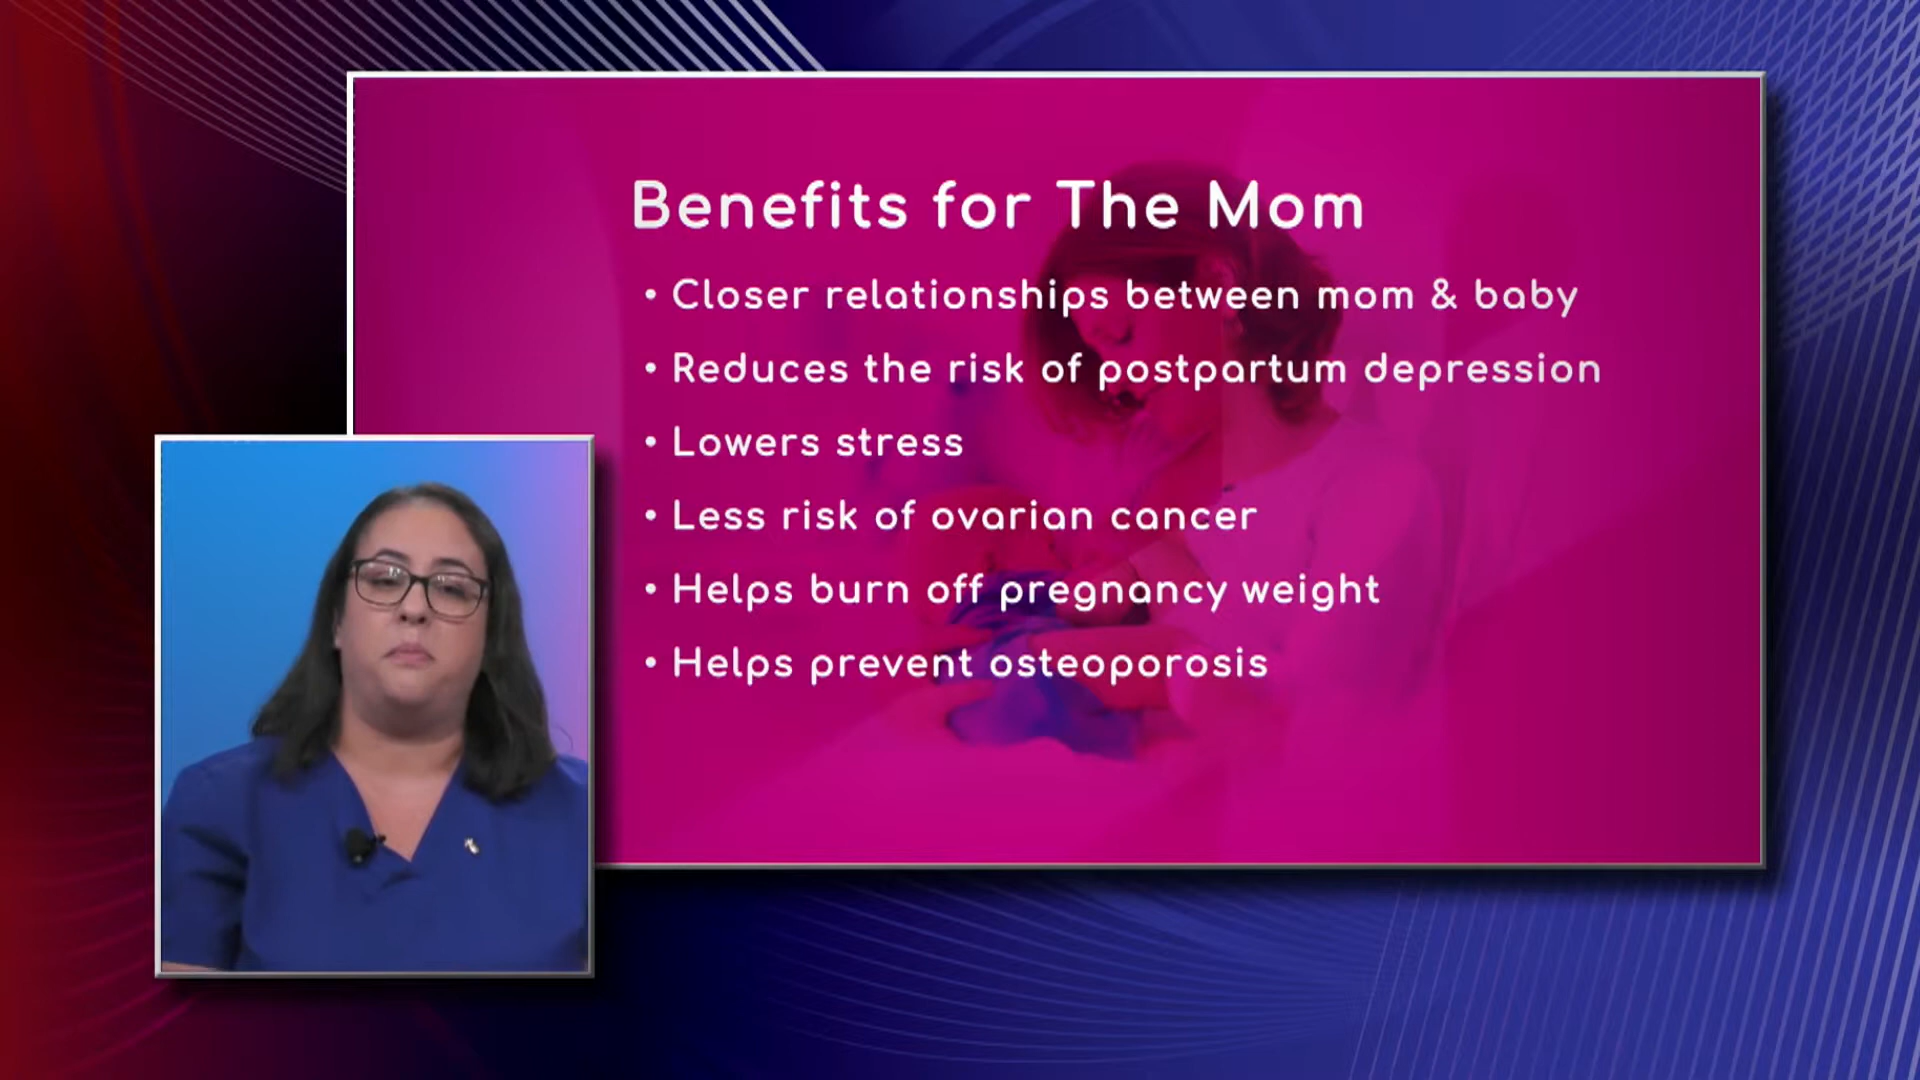 Benefits for The Mom
• Closer relationships between mom & baby
• Reduces the risk of postpartum depression
• Lowers stress
• Less risk of ovarian cancer
• Helps burn off pregnancy weight
• Helps prevent osteoporosis